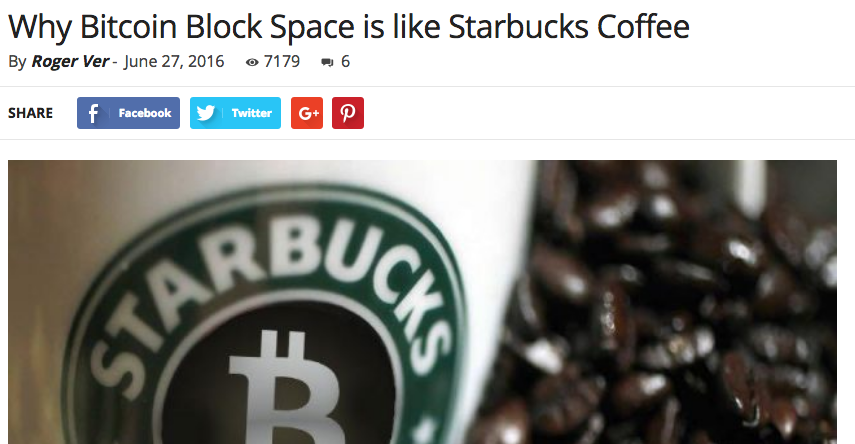 Why Bitcoin Block Space is like Starbucks Coffee
By Roger Ver - June 27, 2016 7179 6
SHARE f Facebook Twitter G+
STARBUCKS
B